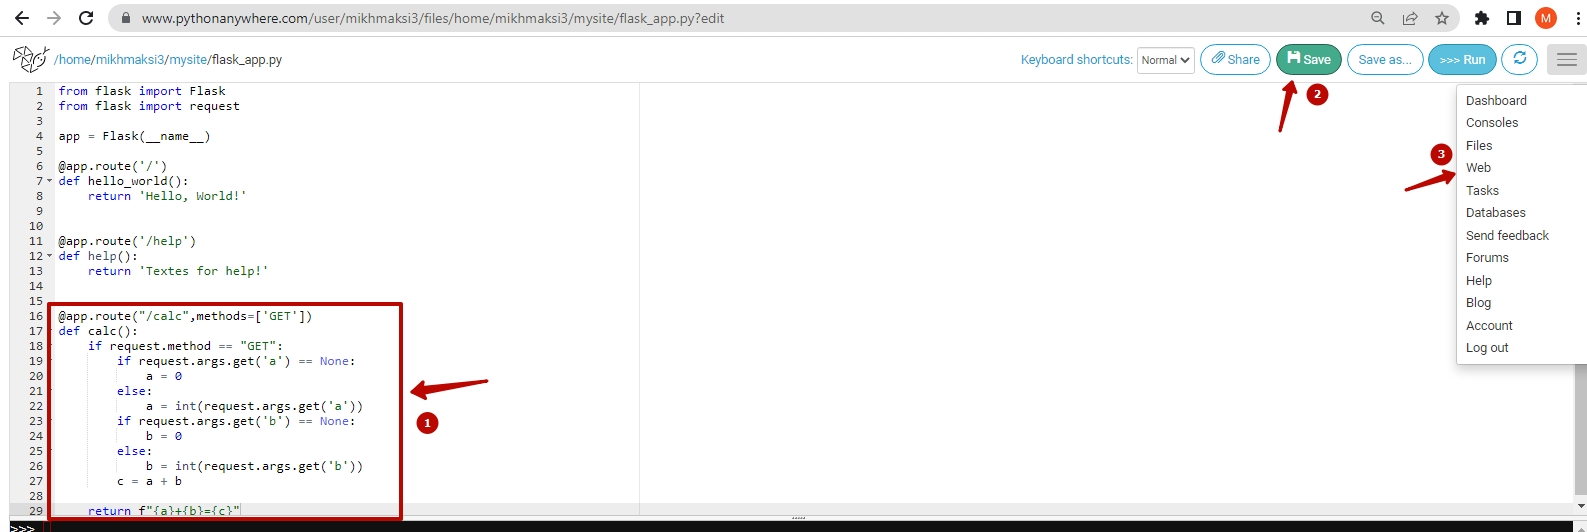 www.pythonanywhere.com/user/mikhmaksi3/files/home/mikhmaksi3/mysite/flask_app.py?edit
M
/home/mikhmaksi3/mysite/flask_app.py
Keyboard shortcuts: Normal Share Save Save as... >>> Run
2
Dashboard
Consoles
Files
3
Web
Tasks
Databases
Send feedback
Forums
Help
Blog
Account
Log out
1 from flask import Flask
2 from flask import request
3
4 app = Flask(__name__)
5
6 @app.route('/')
7 def hello_world():
8     return 'Hello, World!'
9
10
11 @app.route('/help')
12 def help():
13     return 'Textes for help!'
14
15
16 @app.route("/calc",methods=['GET'])
17 def calc():
18     if request.method == "GET":
19         if request.args.get('a') == None:
20             a = 0
21         else:
22             a = int(request.args.get('a'))
23         if request.args.get('b') == None:
24             b = 0
25         else:
26             b = int(request.args.get('b'))
27         c = a + b
28
29     return f"{a}+{b}={c}"
1
>>>